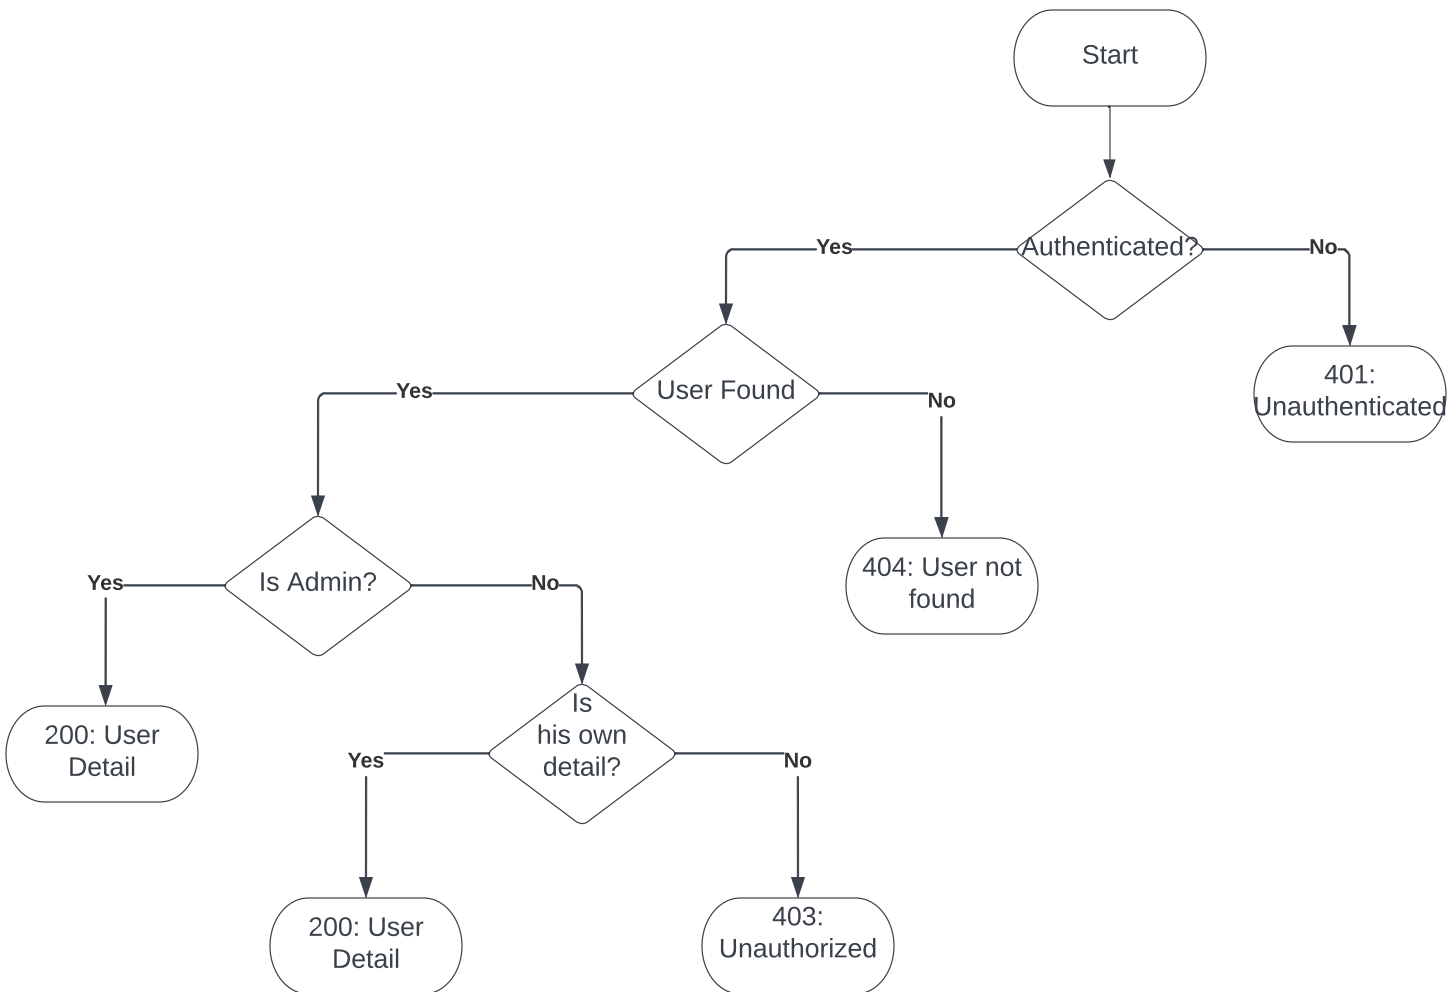 Start
Yes
Authenticated?
No
401:
Unauthenticated
Yes
User Found
No
404: User not
found
Yes
Is Admin?
No
200: User
Detail
Is
his own
detail?
Yes
No
200: User
Detail
403:
Unauthorized